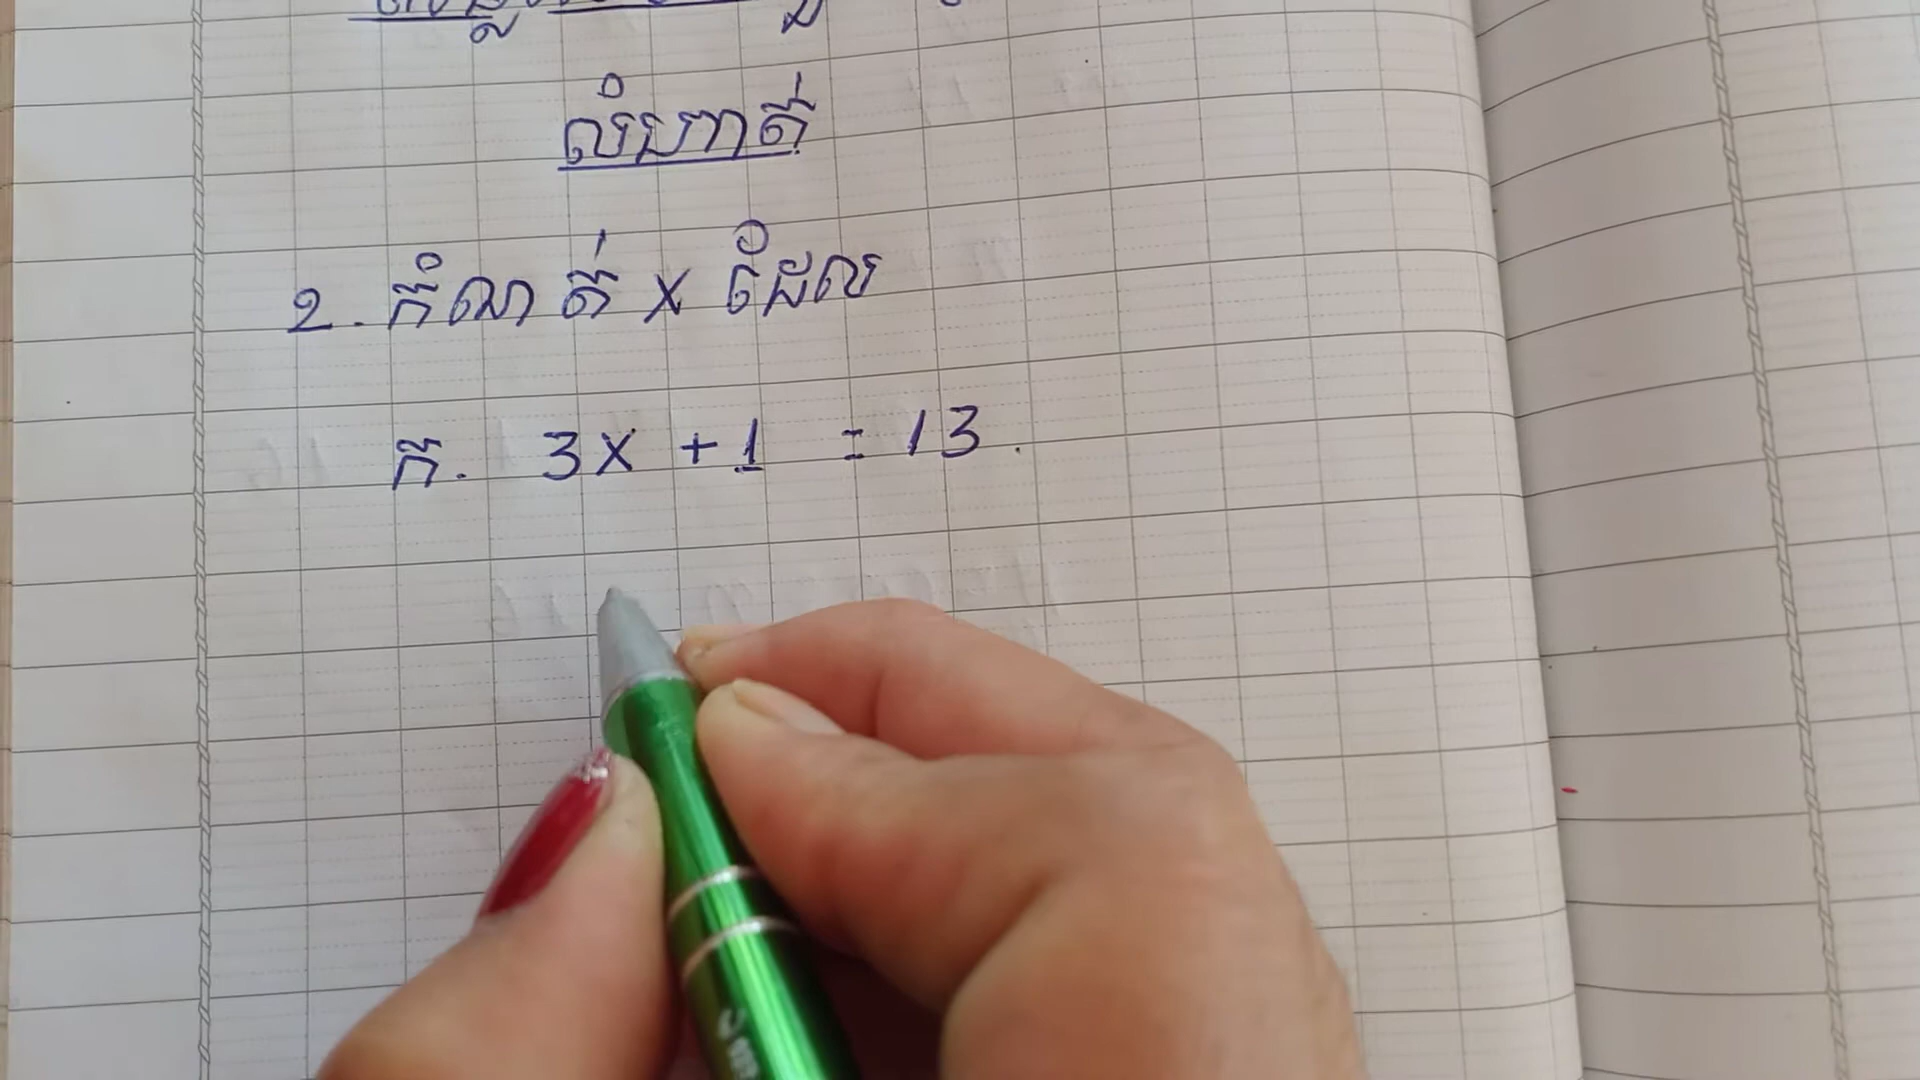 លំហាត់
2. កំណត់ x ដែល
ក. 3x + 1 = 13.